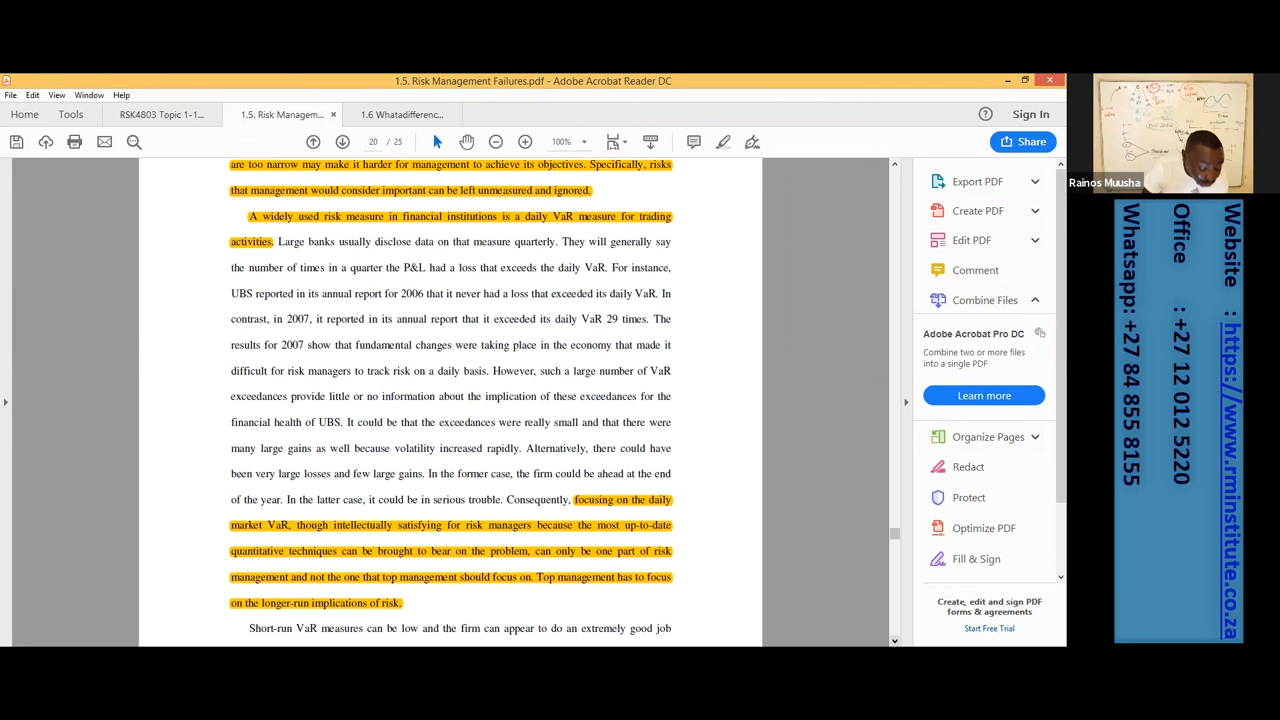 1.5. Risk Management Failures.pdf - Adobe Acrobat Reader DC
File Edit View Window Help
Home Tools RSK4803 Topic 1-1... 1.5. Risk Managem... × 1.6 Whatadifferenc... Sign In
20 / 25 100% Share
are too narrow may make it harder for management to achieve its objectives. Specifically, risks
that management would consider important can be left unmeasured and ignored.
A widely used risk measure in financial institutions is a daily VaR measure for trading
activities. Large banks usually disclose data on that measure quarterly. They will generally say
the number of times in a quarter the P&L had a loss that exceeds the daily VaR. For instance,
UBS reported in its annual report for 2006 that it never had a loss that exceeded its daily VaR. In
contrast, in 2007, it reported in its annual report that it exceeded its daily VaR 29 times. The
results for 2007 show that fundamental changes were taking place in the economy that made it
difficult for risk managers to track risk on a daily basis. However, such a large number of VaR
exceedances provide little or no information about the implication of these exceedances for the
financial health of UBS. It could be that the exceedances were really small and that there were
many large gains as well because volatility increased rapidly. Alternatively, there could have
been very large losses and few large gains. In the former case, the firm could be ahead at the end
of the year. In the latter case, it could be in serious trouble. Consequently, focusing on the daily
market VaR, though intellectually satisfying for risk managers because the most up-to-date
quantitative techniques can be brought to bear on the problem, can only be one part of risk
management and not the one that top management should focus on. Top management has to focus
on the longer-run implications of risk.
Short-run VaR measures can be low and the firm can appear to do an extremely good job
Export PDF
Create PDF
Edit PDF
Comment
Combine Files
Adobe Acrobat Pro DC
Combine two or more files
into a single PDF
Learn more
Organize Pages
Redact
Protect
Optimize PDF
Fill & Sign
Create, edit and sign PDF
forms & agreements
Start Free Trial
Rainos Muusha
Website : https://www.rminstitute.co.za
Office : +27 12 012 5220
Whatsapp: +27 84 855 8155